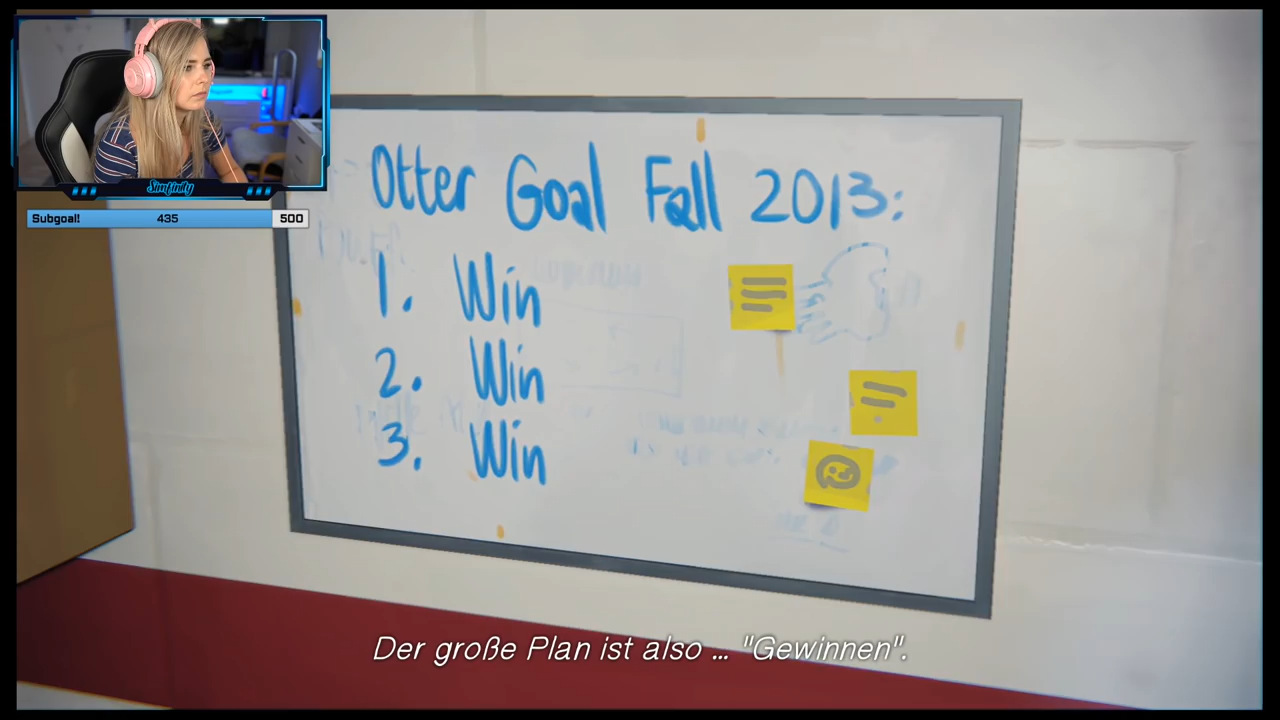 Simfinity
Subgoal! 435 500
Otter Goal Fall 2013:
1. Win
2. Win
3. Win
Der große Plan ist also ... "Gewinnen".